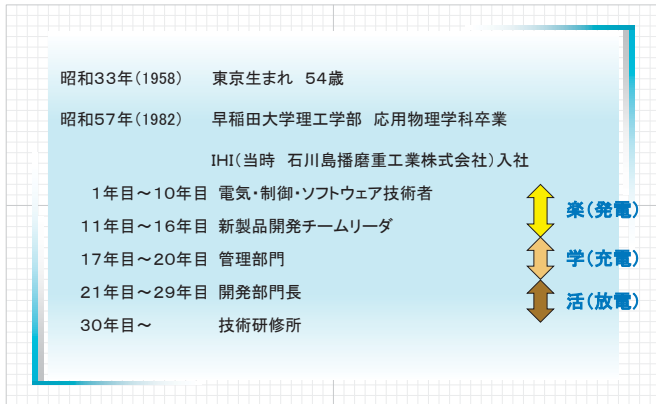 昭和33年(1958) 東京生まれ 54歳
昭和57年(1982) 早稲田大学理工学部 応用物理学科卒業
IHI(当時 石川島播磨重工業株式会社)入社
1年目～10年目 電気・制御・ソフトウェア技術者
楽(発電)
11年目～16年目 新製品開発チームリーダ
17年目～20年目 管理部門
学(充電)
21年目～29年目 開発部門長
活(放電)
30年目～ 技術研修所